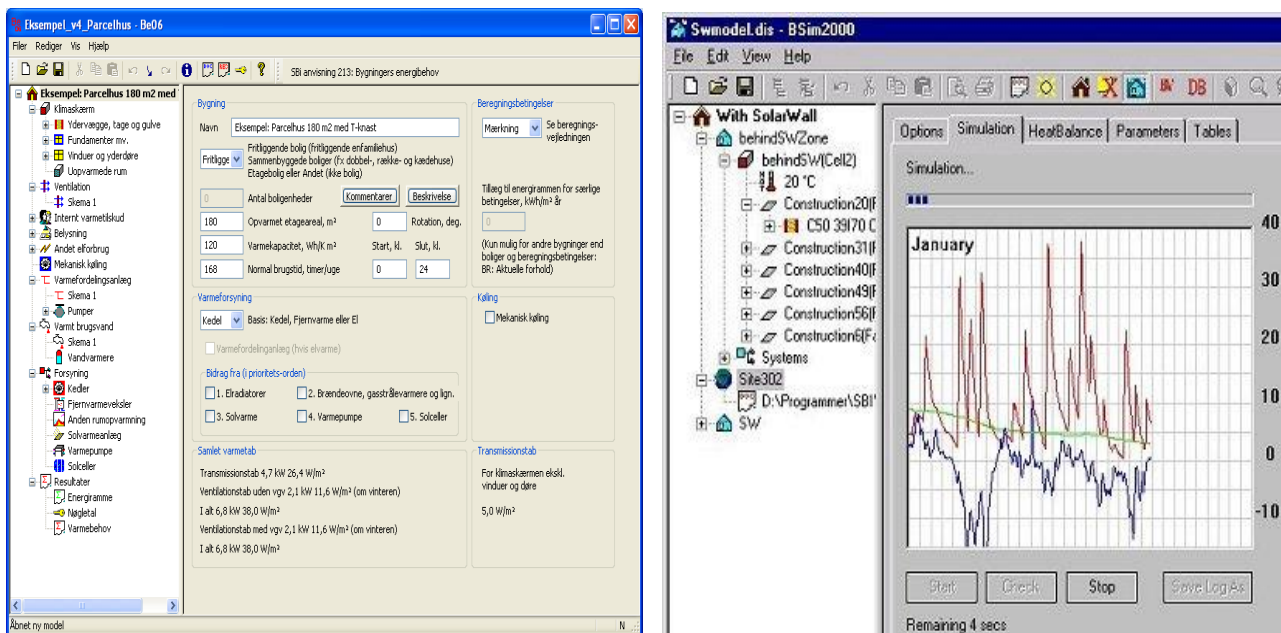 Eksempel_v4_Parcelhus - Be06
Filer Rediger Vis Hjælp
SBi anvisning 213: Bygningers energibehov
Eksempel: Parcelhus 180 m2 med
Klimaskærm
Ydervægge, tage og gulve
Fundamenter mv.
Vinduer og yderdøre
Uopvarmede rum
Ventilation
Skema 1
Internt varmetilskud
Belysning
Andet elforbrug
Mekanisk køling
Varmefordelingsanlæg
Skema 1
Pumper
Varmt brugsvand
Skema 1
Vandvarmere
Forsyning
Kedler
Fjernvarmeveksler
Anden rumopvarmning
Solvarmeanlæg
Varmepumpe
Solceller
Resultater
Energiramme
Nøgletal
Varmebehov
Bygning
Navn Eksempel: Parcelhus 180 m2 med T-knast
Fritligge
Fritliggende bolig (fritliggende enfamiliehus)
Sammenbyggede boliger (fx dobbel-, række- og kædehuse)
Etagebolig eller Andet (ikke bolig)
0 Antal boligenheder Kommentarer Beskrivelse
180 Opvarmet etageareal, m² 0 Rotation, deg.
120 Varmekapacitet, Wh/K m² Start, kl. Slut, kl.
168 Normal brugstid, timer/uge 0 24
Beregningsbetingelser
Mærkning Se beregnings-
vejledningen
Tillæg til energirammen for særlige
betingelser, kWh/m² år
0
(Kun mulig for andre bygninger end
boliger og beregningsbetingelser:
BR: Aktuelle forhold)
Varmeforsyning
Kedel Basis: Kedel, Fjernvarme eller El
Varmefordelinganlæg (hvis elvarme)
Bidrag fra (i prioritets-orden)
1. Elradiatorer 2. Brændeovne, gasstrålevarmere og lign.
3. Solvarme 4. Varmepumpe 5. Solceller
Køling
Mekanisk køling
Samlet varmetab
Transmissionstab 4,7 kW 26,4 W/m²
Ventilationstab uden vgv 2,1 kW 11,6 W/m² (om vinteren)
I alt 6,8 kW 38,0 W/m²
Ventilationstab med vgv 2,1 kW 11,6 W/m² (om vinteren)
I alt 6,8 kW 38,0 W/m²
Transmissionstab
For klimaskærmen ekskl.
vinduer og døre
5,0 W/m²
Åbnet ny model N
Swmodel.dis - BSim2000
File Edit View Help
BV DB
With SolarWall
behindSWZone
behindSW(Cell2)
20 °C
Construction20(F
C50 39|70 C
Construction31(F
Construction40(F
Construction49(F
Construction56(F
Construction6(Fa
Systems
Site302
D:\Programmer\SBI'
SW
Options Simulation HeatBalance Parameters Tables
Simulation...
January
40
30
20
10
0
-10
Start Check Stop Save Log As
Remaining 4 secs